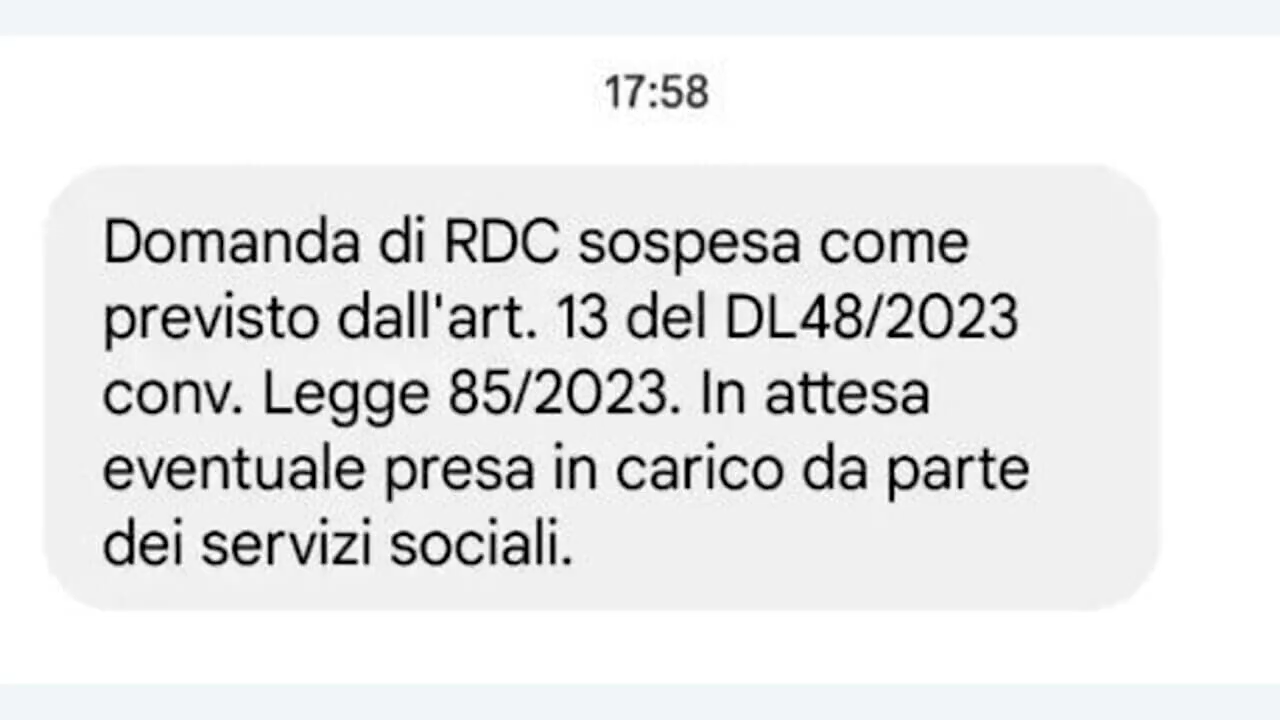 17:58
Domanda di RDC sospesa come
previsto dall'art. 13 del DL48/2023
conv. Legge 85/2023. In attesa
eventuale presa in carico da parte
dei servizi sociali.